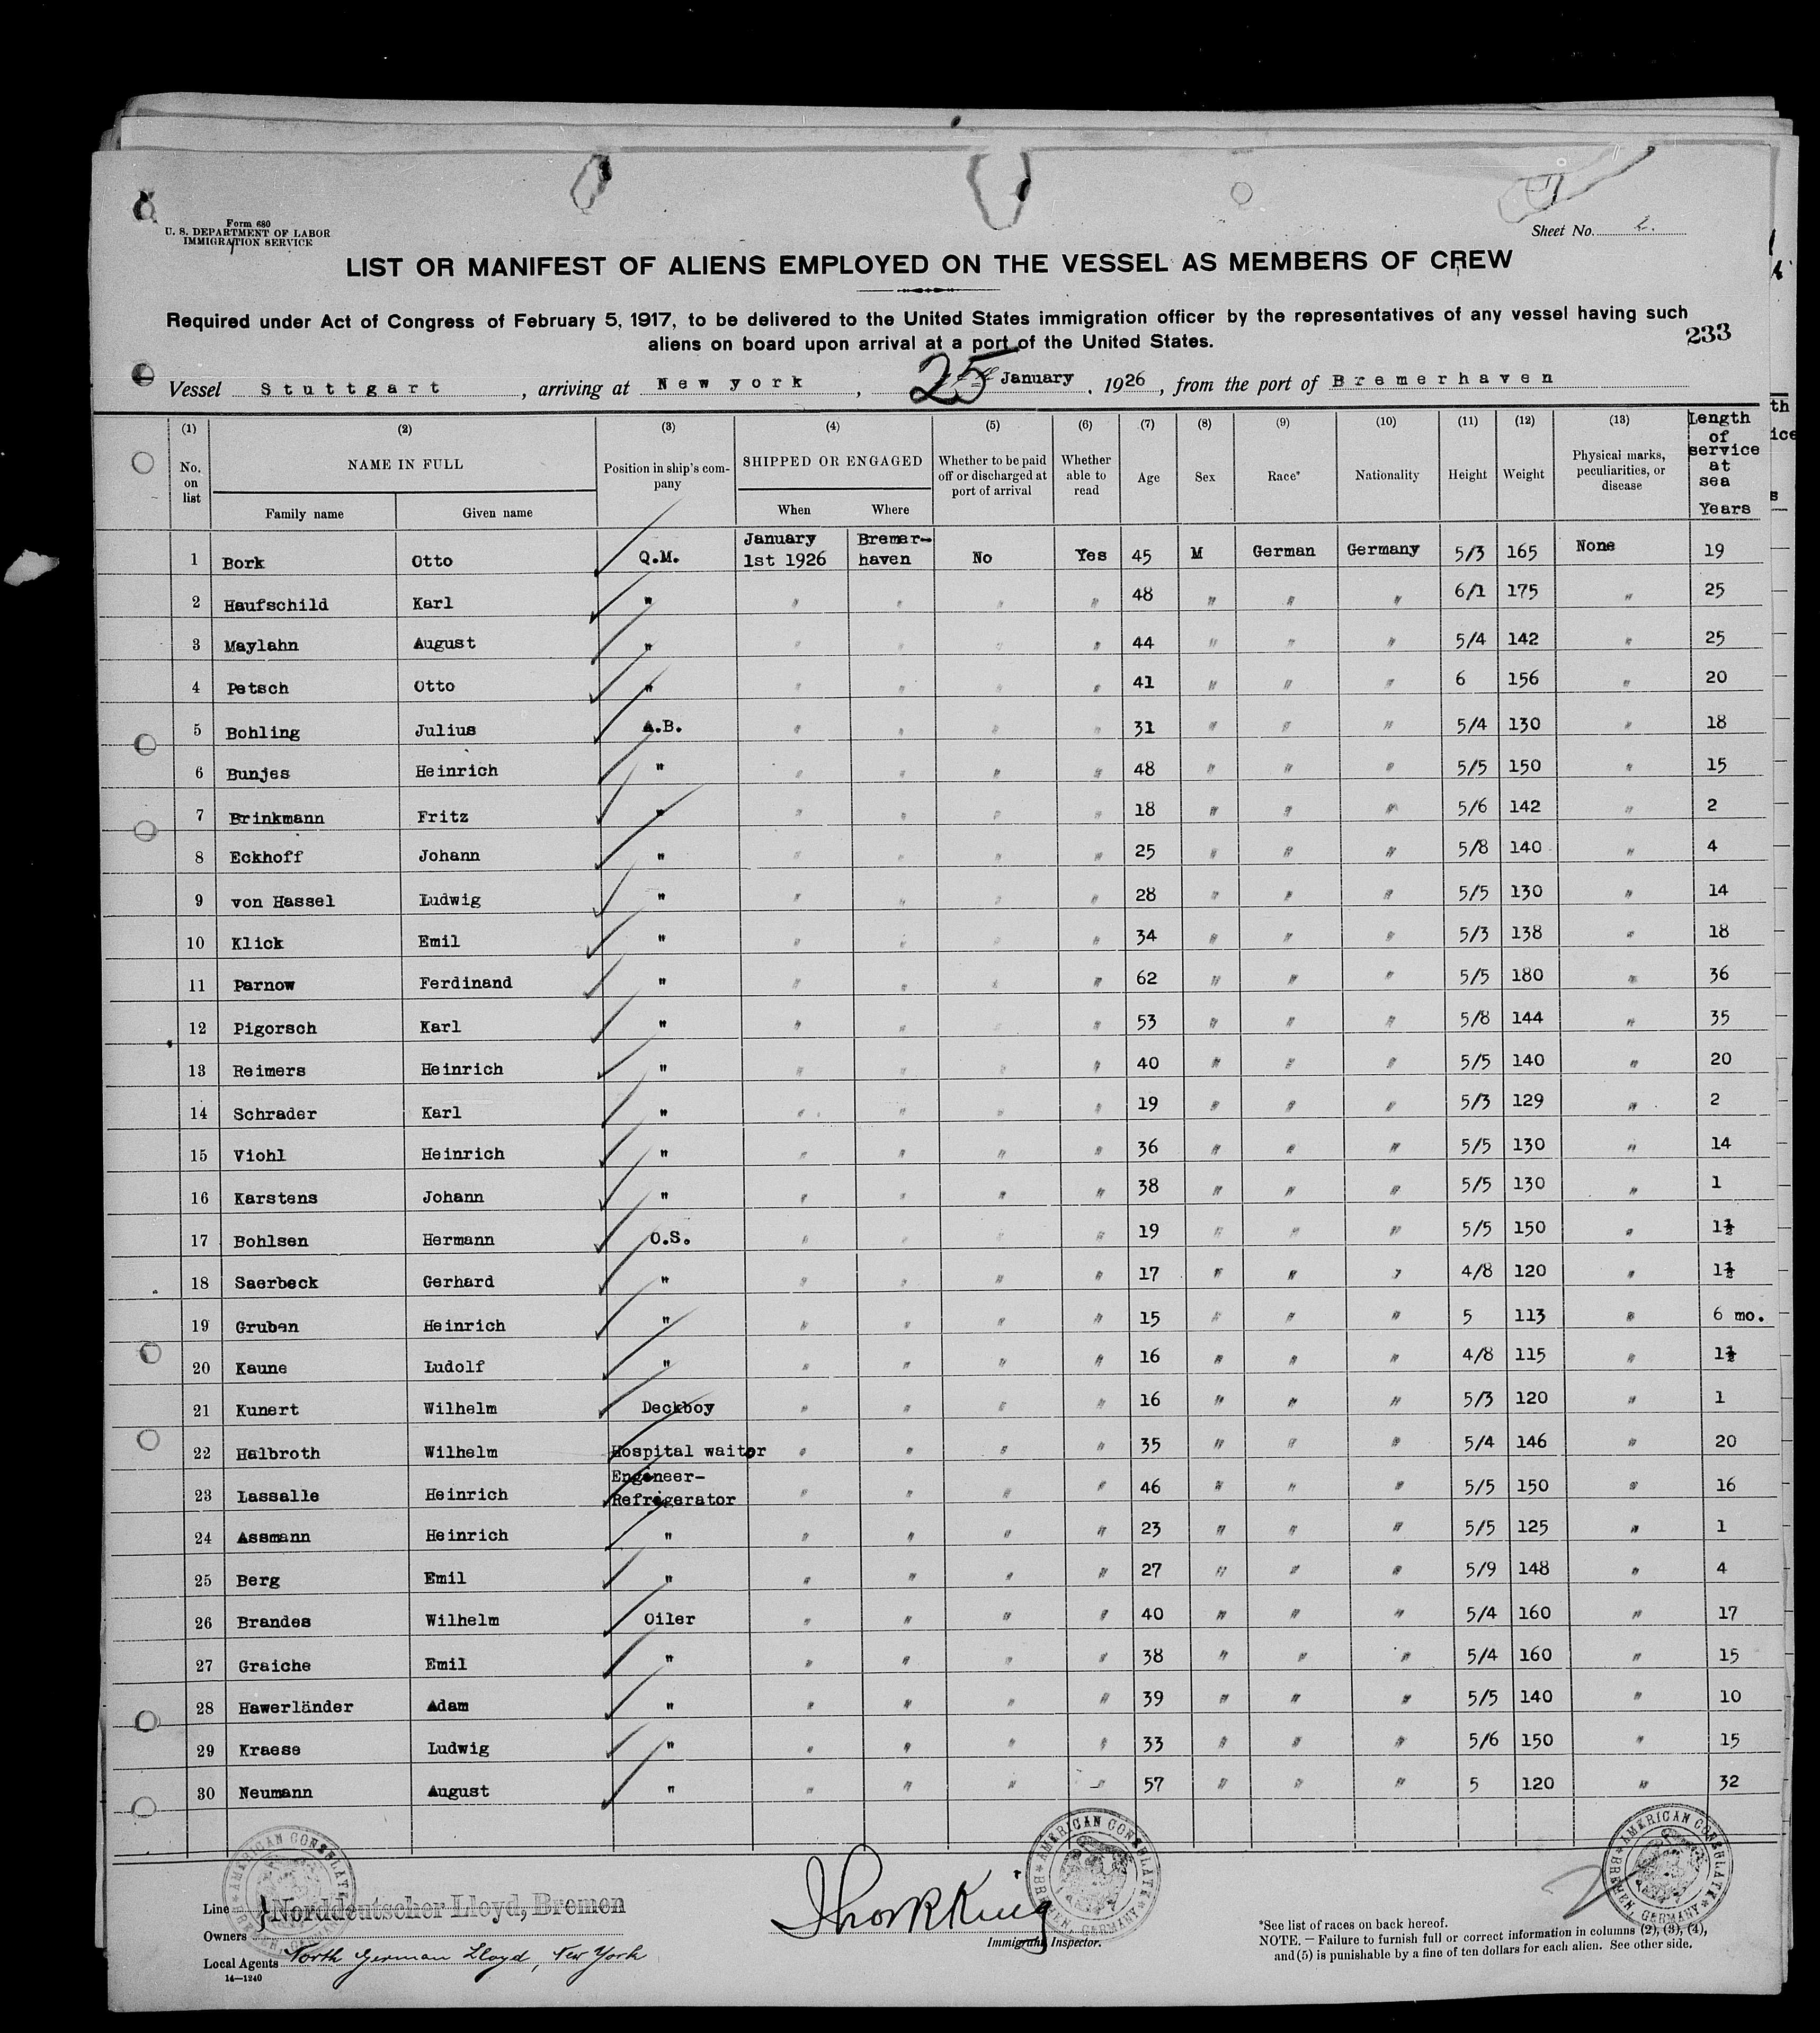 Form 680
U. S. DEPARTMENT OF LABOR
IMMIGRATION SERVICE
Sheet No. 2.
LIST OR MANIFEST OF ALIENS EMPLOYED ON THE VESSEL AS MEMBERS OF CREW
Required under Act of Congress of February 5, 1917, to be delivered to the United States immigration officer by the representatives of any vessel having such
aliens on board upon arrival at a port of the United States.
233
Vessel Stuttgart, arriving at New york, 25 January, 1926, from the port of Bremerhaven
(1) (2) (3) (4) (5) (6) (7) (8) (9) (10) (11) (12) (13) Length of service at sea Years
No. on list NAME IN FULL Position in ship's company SHIPPED OR ENGAGED Whether to be paid off or discharged at port of arrival Whether able to read Age Sex Race* Nationality Height Weight Physical marks, peculiarities, or disease
Family name Given name When Where
1 Bork Otto Q.M. January 1st 1926 Bremerhaven No Yes 45 M German Germany 5/3 165 None 19
2 Haufschild Karl " " " " " 48 " " " 6/1 175 " 25
3 Maylahn August " " " " " 44 " " " 5/4 142 " 25
4 Petsch Otto " " " " " 41 " " " 6 156 " 20
5 Bohling Julius A.B. " " " " 31 " " " 5/4 130 " 18
6 Bunjes Heinrich " " " " " 48 " " " 5/5 150 " 15
7 Brinkmann Fritz " " " " " 18 " " " 5/6 142 " 2
8 Eckhoff Johann " " " " " 25 " " " 5/8 140 " 4
9 von Hassel Ludwig " " " " " 28 " " " 5/5 130 " 14
10 Klick Emil " " " " " 34 " " " 5/3 138 " 18
11 Parnow Ferdinand " " " " " 62 " " " 5/5 180 " 36
12 Pigorsch Karl " " " " " 53 " " " 5/8 144 " 35
13 Reimers Heinrich " " " " " 40 " " " 5/5 140 " 20
14 Schrader Karl " " " " " 19 " " " 5/3 129 " 2
15 Viohl Heinrich " " " " " 36 " " " 5/5 130 " 14
16 Karstens Johann " " " " " 38 " " " 5/5 130 " 1
17 Bohlsen Hermann O.S. " " " " 19 " " " 5/5 150 " 1½
18 Saerbeck Gerhard " " " " " 17 " " " 4/8 120 " 1½
19 Gruben Heinrich " " " " " 15 " " " 5 113 " 6 mo.
20 Kaune Ludolf " " " " " 16 " " " 4/8 115 " 1½
21 Kunert Wilhelm Deckboy " " " " 16 " " " 5/3 120 " 1
22 Halbroth Wilhelm Hospital waitor " " " " 35 " " " 5/4 146 " 20
23 Lassalle Heinrich Engeneer-Refrigerator " " " " 46 " " " 5/5 150 " 16
24 Assmann Heinrich " " " " " 23 " " " 5/5 125 " 1
25 Berg Emil " " " " " 27 " " " 5/9 148 " 4
26 Brandes Wilhelm Oiler " " " " 40 " " " 5/4 160 " 17
27 Graiche Emil " " " " " 38 " " " 5/4 160 " 15
28 Hawerländer Adam " " " " " 39 " " " 5/5 140 " 10
29 Kraese Ludwig " " " " " 33 " " " 5/6 150 " 15
30 Neumann August " " " " " 57 " " " 5 120 " 32
Line Norddeutscher Lloyd, Bremen
Owners
Local Agents North German Lloyd, New York
14—1240
Immigrant Inspector.
AMERICAN CONSULATE BREMEN, GERMANY
AMERICAN CONSULATE BREMEN, GERMANY
AMERICAN CONSULATE BREMEN, GERMANY
*See list of races on back hereof.
NOTE. — Failure to furnish full or correct information in columns (2), (3), (4),
and (5) is punishable by a fine of ten dollars for each alien. See other side.